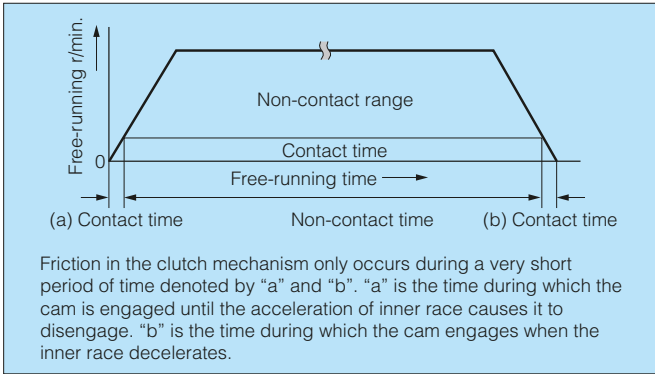 Free-running r/min.
Non-contact range
0
Contact time
Free-running time
(a) Contact time Non-contact time (b) Contact time
Friction in the clutch mechanism only occurs during a very short
period of time denoted by “a” and “b”. “a” is the time during which the
cam is engaged until the acceleration of inner race causes it to
disengage. “b” is the time during which the cam engages when the
inner race decelerates.